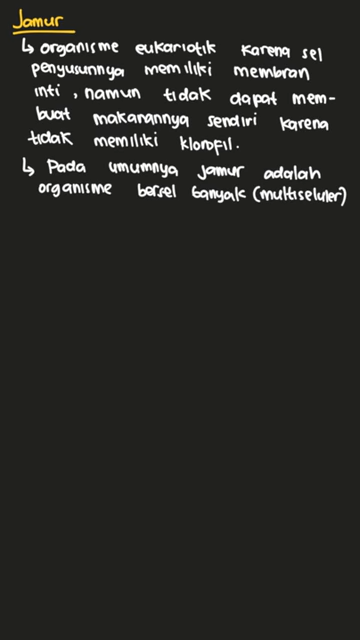 Jamur
↳ organisme eukariotik karena sel
penyusunnya memiliki membran
inti, namun tidak dapat mem-
buat makanannya sendiri karena
tidak memiliki klorofil.
↳ Pada umumnya jamur adalah
organisme bersel banyak (multiseluler)